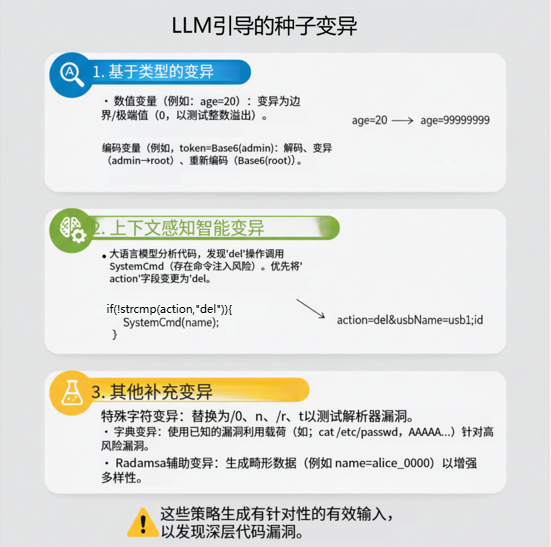 LLM引导的种子变异
1. 基于类型的变异
• 数值变量（例如：age=20）：变异为边
界/极端值（0，以测试整数溢出）。
age=20 → age=99999999
编码变量（例如，token=Base6(admin)：解码、变异
（admin→root）、重新编码（Base6(root)）。
2. 上下文感知智能变异
• 大语言模型分析代码，发现'del'操作调用
SystemCmd（存在命令注入风险）。优先将'
action'字段变更为'del。
if(!strcmp(action,"del")){
SystemCmd(name);
}
action=del&usbName=usb1;id
3. 其他补充变异
特殊字符变异：替换为/0、n、/r、t以测试解析器漏洞。
• 字典变异：使用已知的漏洞利用载荷（如；cat /etc/passwd，AAAAA...）针对高
风险漏洞。
• Radamsa辅助变异：生成畸形数据（例如 name=alice_0000）以增强
多样性。
这些策略生成有针对性的有效输入，
以发现深层代码漏洞。